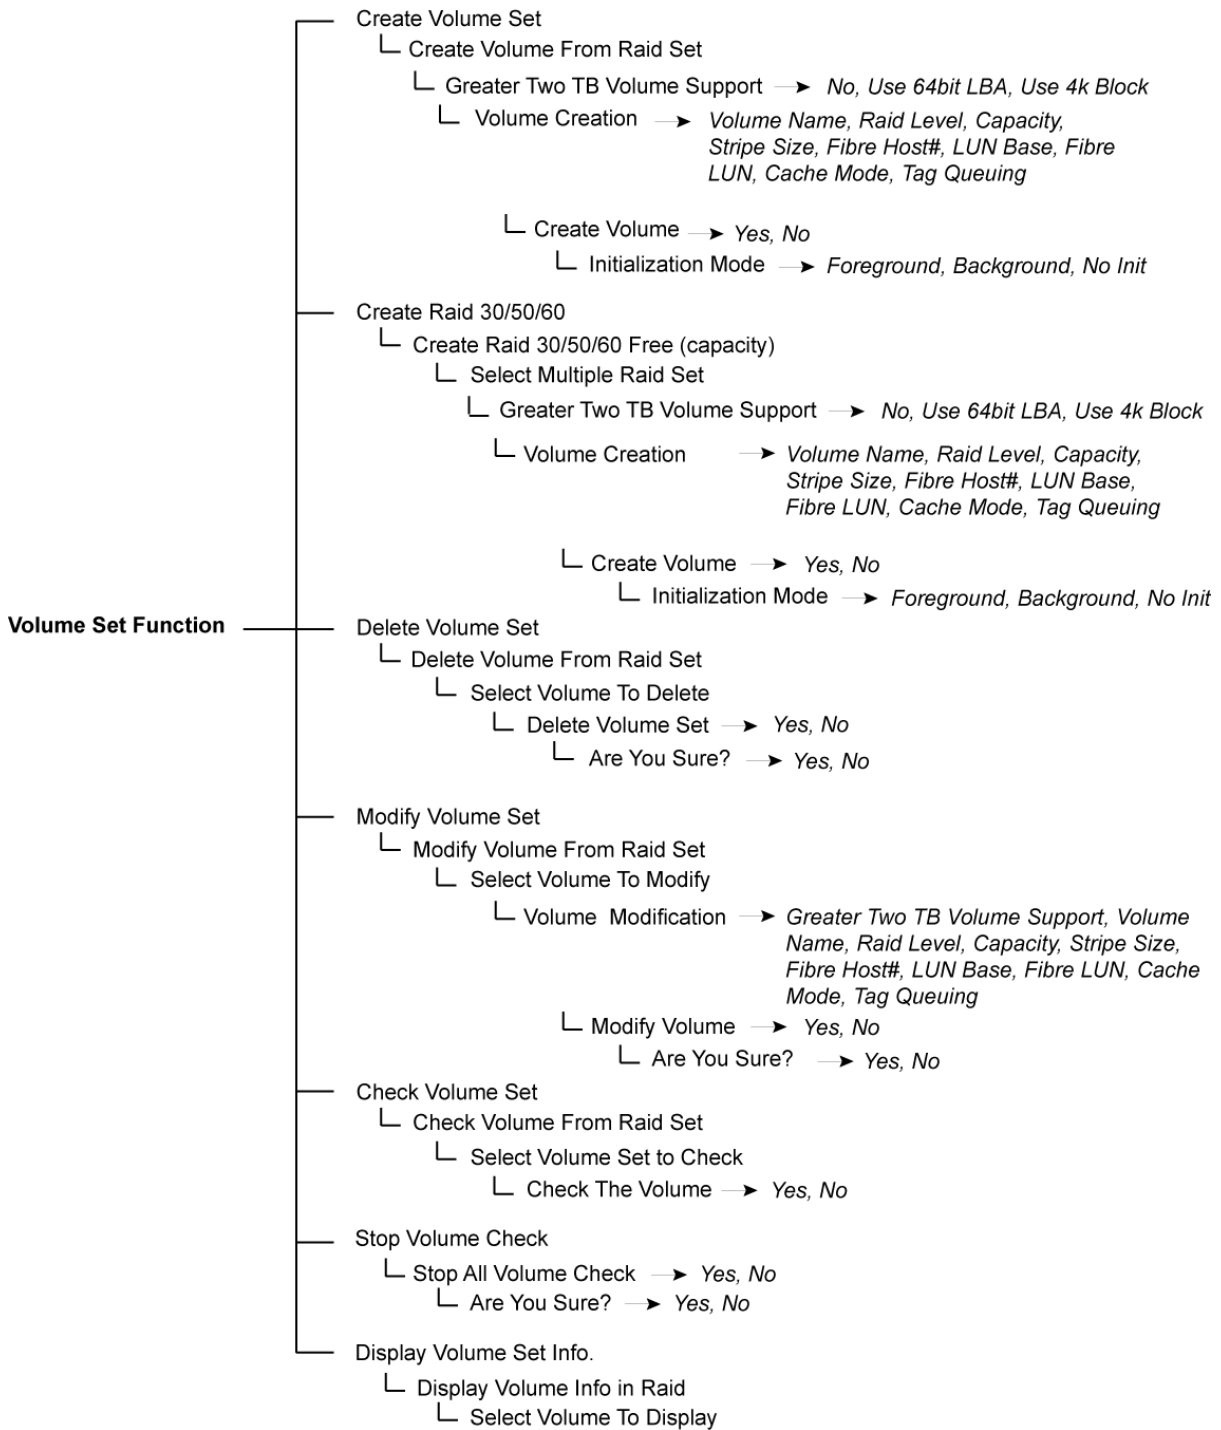 Create Volume Set
Create Volume From Raid Set
Greater Two TB Volume Support No, Use 64bit LBA, Use 4k Block
Volume Creation Volume Name, Raid Level, Capacity,
Stripe Size, Fibre Host#, LUN Base, Fibre
LUN, Cache Mode, Tag Queuing
Create Volume Yes, No
Initialization Mode Foreground, Background, No Init
Create Raid 30/50/60
Create Raid 30/50/60 Free (capacity)
Select Multiple Raid Set
Greater Two TB Volume Support No, Use 64bit LBA, Use 4k Block
Volume Creation Volume Name, Raid Level, Capacity,
Stripe Size, Fibre Host#, LUN Base,
Fibre LUN, Cache Mode, Tag Queuing
Create Volume Yes, No
Initialization Mode Foreground, Background, No Init
Volume Set Function
Delete Volume Set
Delete Volume From Raid Set
Select Volume To Delete
Delete Volume Set Yes, No
Are You Sure? Yes, No
Modify Volume Set
Modify Volume From Raid Set
Select Volume To Modify
Volume Modification Greater Two TB Volume Support, Volume
Name, Raid Level, Capacity, Stripe Size,
Fibre Host#, LUN Base, Fibre LUN, Cache
Mode, Tag Queuing
Modify Volume Yes, No
Are You Sure? Yes, No
Check Volume Set
Check Volume From Raid Set
Select Volume Set to Check
Check The Volume Yes, No
Stop Volume Check
Stop All Volume Check Yes, No
Are You Sure? Yes, No
Display Volume Set Info.
Display Volume Info in Raid
Select Volume To Display